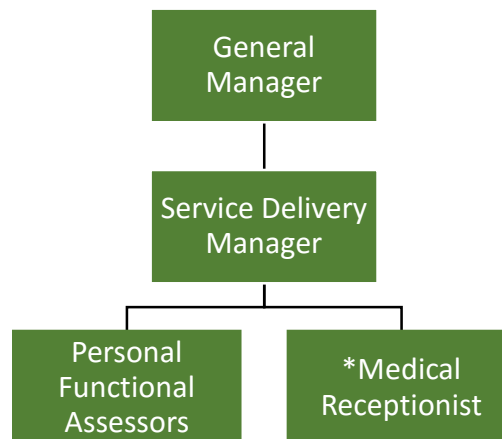 General
Manager
Service Delivery
Manager
Personal
Functional
Assessors
*Medical
Receptionist